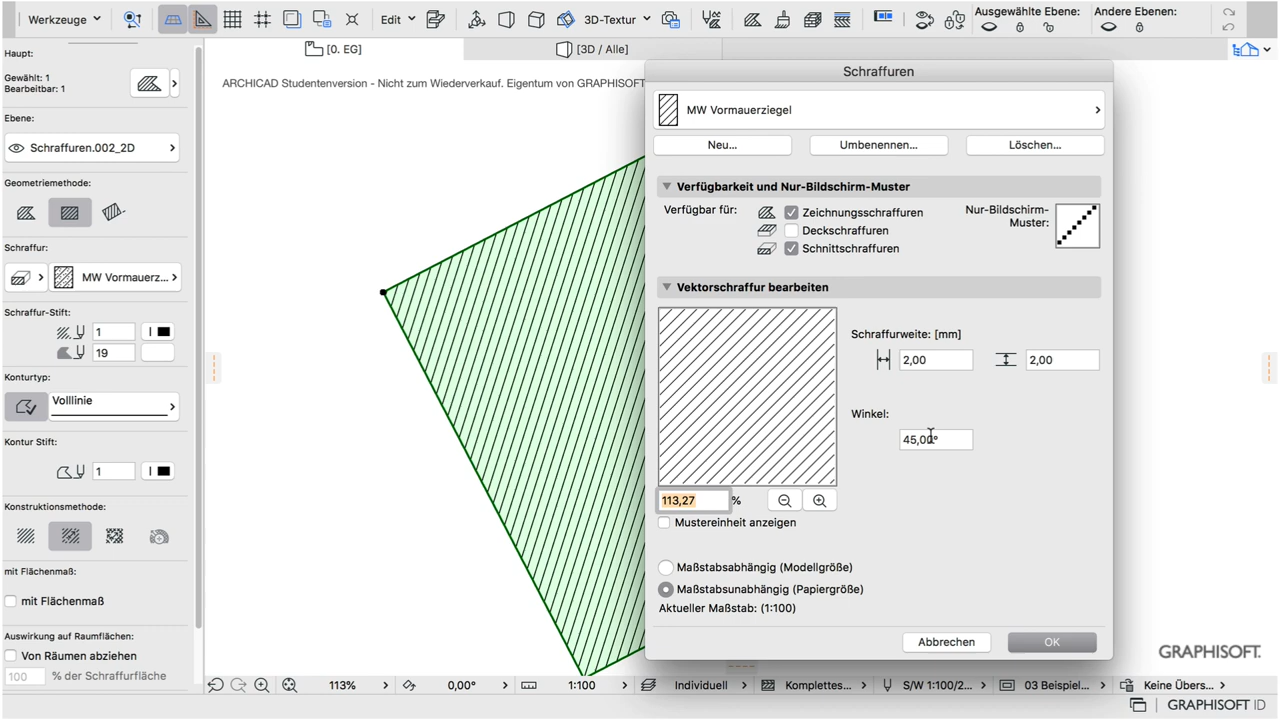 Werkzeuge
Edit
3D-Textur
Ausgewählte Ebene:
Andere Ebenen:
[0. EG]
[3D / Alle]
Haupt:
Gewählt: 1
Bearbeitbar: 1
Ebene:
Schraffuren.002_2D
Geometriemethode:
Schraffur:
MW Vormauerz...
Schraffur-Stift:
1
19
Konturtyp:
Volllinie
Kontur Stift:
1
Konstruktionsmethode:
mit Flächenmaß:
mit Flächenmaß
Auswirkung auf Raumflächen:
Von Räumen abziehen
100 % der Schraffurfläche
ARCHICAD Studentenversion - Nicht zum Wiederverkauf. Eigentum von GRAPHISOFT
Schraffuren
MW Vormauerziegel
Neu...
Umbenennen...
Löschen...
Verfügbarkeit und Nur-Bildschirm-Muster
Verfügbar für:
Zeichnungsschraffuren
Deckschraffuren
Schnittschraffuren
Nur-Bildschirm-
Muster:
Vektorschraffur bearbeiten
Schraffurweite: [mm]
2,00
2,00
Winkel:
45,00°
113,27 %
Mustereinheit anzeigen
Maßstabsabhängig (Modellgröße)
Maßstabsunabhängig (Papiergröße)
Aktueller Maßstab: (1:100)
Abbrechen
OK
GRAPHISOFT.
113%
0,00°
1:100
Individuell
Komplettes...
S/W 1:100/2...
03 Beispiel...
Keine Übers...
GRAPHISOFT ID